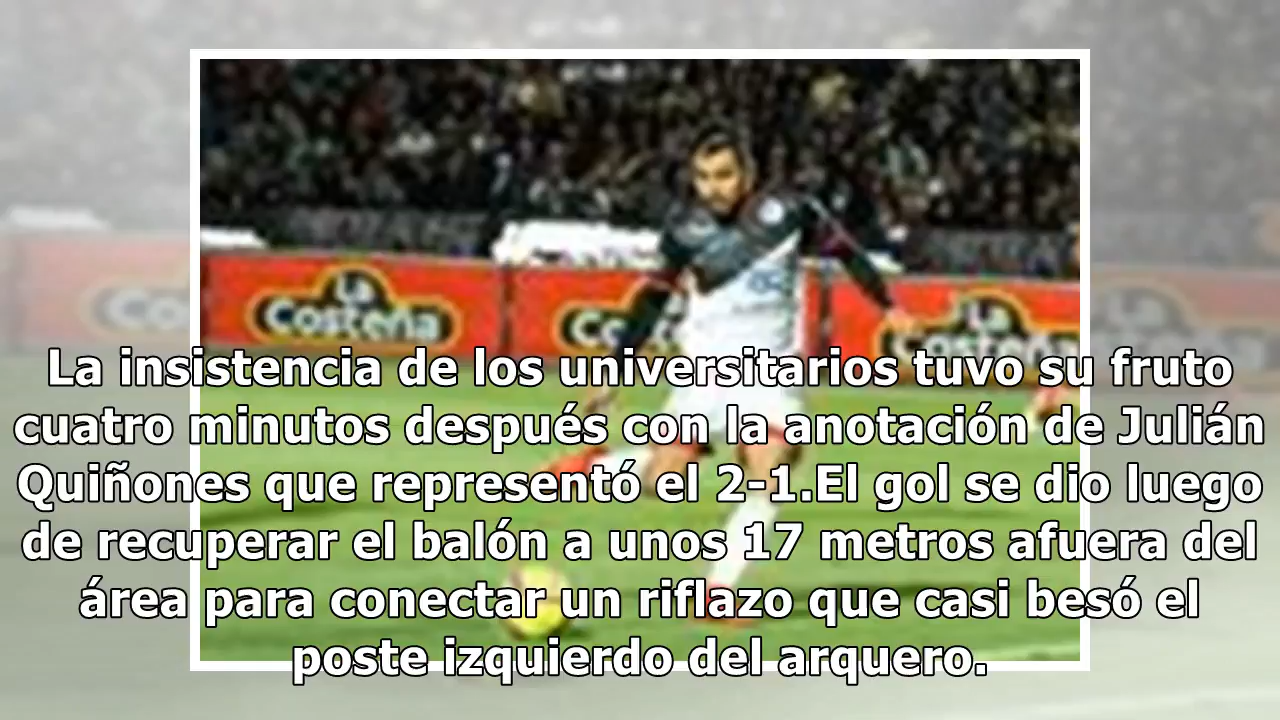 La Costeña
La Costeña
La insistencia de los universitarios tuvo su fruto
cuatro minutos después con la anotación de Julián
Quiñones que representó el 2-1.El gol se dio luego
de recuperar el balón a unos 17 metros afuera del
área para conectar un riflazo que casi besó el
poste izquierdo del arquero.